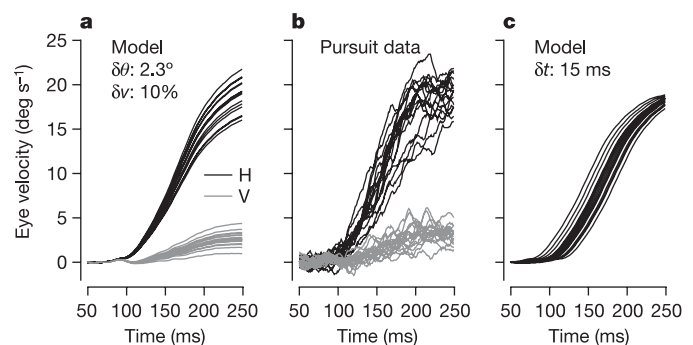 a
Model
δθ: 2.3º
δv: 10%
b
Pursuit data
c
Model
δt: 15 ms
Eye velocity (deg s⁻¹)
25
20
15
10
5
0
H
V
50 100 150 200 250
50 100 150 200 250
50 100 150 200 250
Time (ms)
Time (ms)
Time (ms)